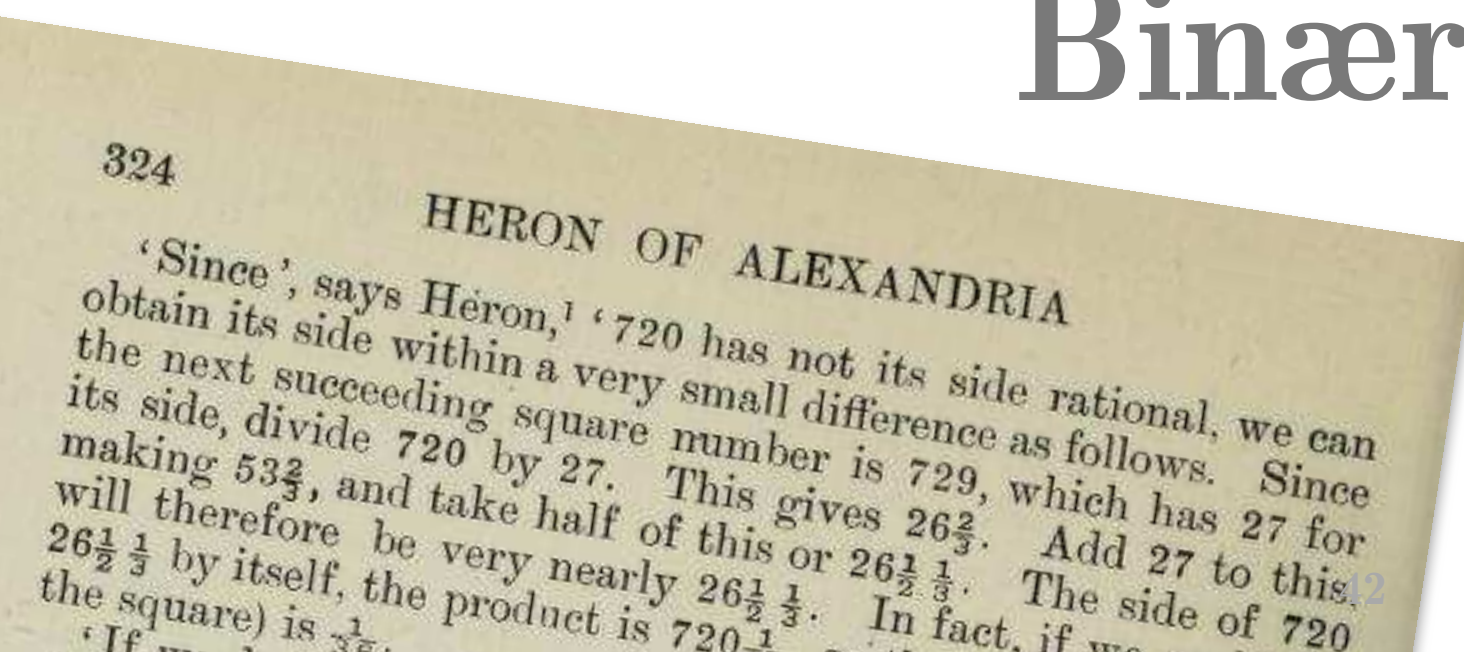 Binær
324
HERON OF ALEXANDRIA
‘Since’, says Heron,¹ ‘720 has not its side rational, we can
obtain its side within a very small difference as follows. Since
the next succeeding square number is 729, which has 27 for
its side, divide 720 by 27. This gives 26⅔. Add 27 to this,
making 53⅔, and take half of this or 26½ ⅓. The side of 720
will therefore be very nearly 26½ ⅓. In fact, if we
26½ ⅓ by itself, the product is 720
the square) is
‘If
42